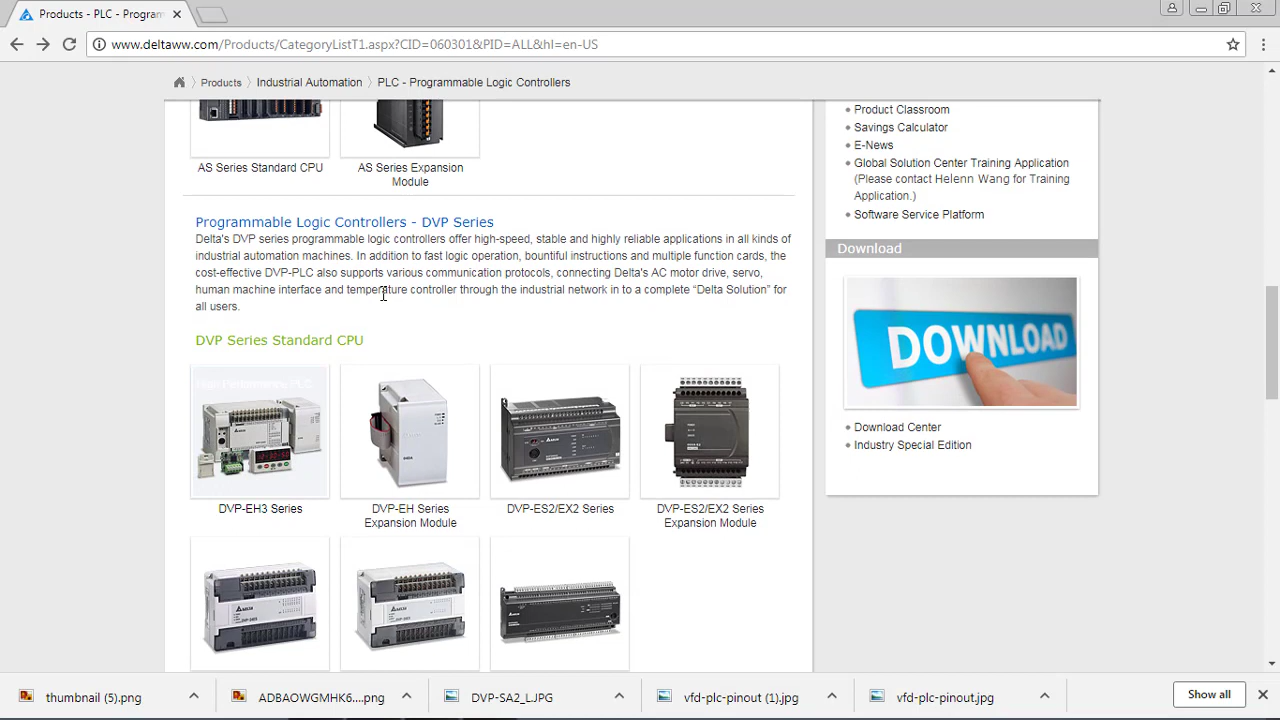 Products - PLC - Program
www.deltaww.com/Products/CategoryListT1.aspx?CID=060301&PID=ALL&hl=en-US
Products
Industrial Automation
PLC - Programmable Logic Controllers
AS Series Standard CPU
AS Series Expansion
Module
Programmable Logic Controllers - DVP Series
Delta's DVP series programmable logic controllers offer high-speed, stable and highly reliable applications in all kinds of
industrial automation machines. In addition to fast logic operation, bountiful instructions and multiple function cards, the
cost-effective DVP-PLC also supports various communication protocols, connecting Delta's AC motor drive, servo,
human machine interface and temperature controller through the industrial network in to a complete “Delta Solution” for
all users.
DVP Series Standard CPU
High Performance PLC
DVP-EH3 Series
DVP-EH Series
Expansion Module
DVP-ES2/EX2 Series
DVP-ES2/EX2 Series
Expansion Module
Product Classroom
Savings Calculator
E-News
Global Solution Center Training Application
(Please contact Helenn Wang for Training
Application.)
Software Service Platform
Download
DOWNLOAD
Download Center
Industry Special Edition
thumbnail (5).png
ADBAOWGMHK6....png
DVP-SA2_L.JPG
vfd-plc-pinout (1).jpg
vfd-plc-pinout.jpg
Show all